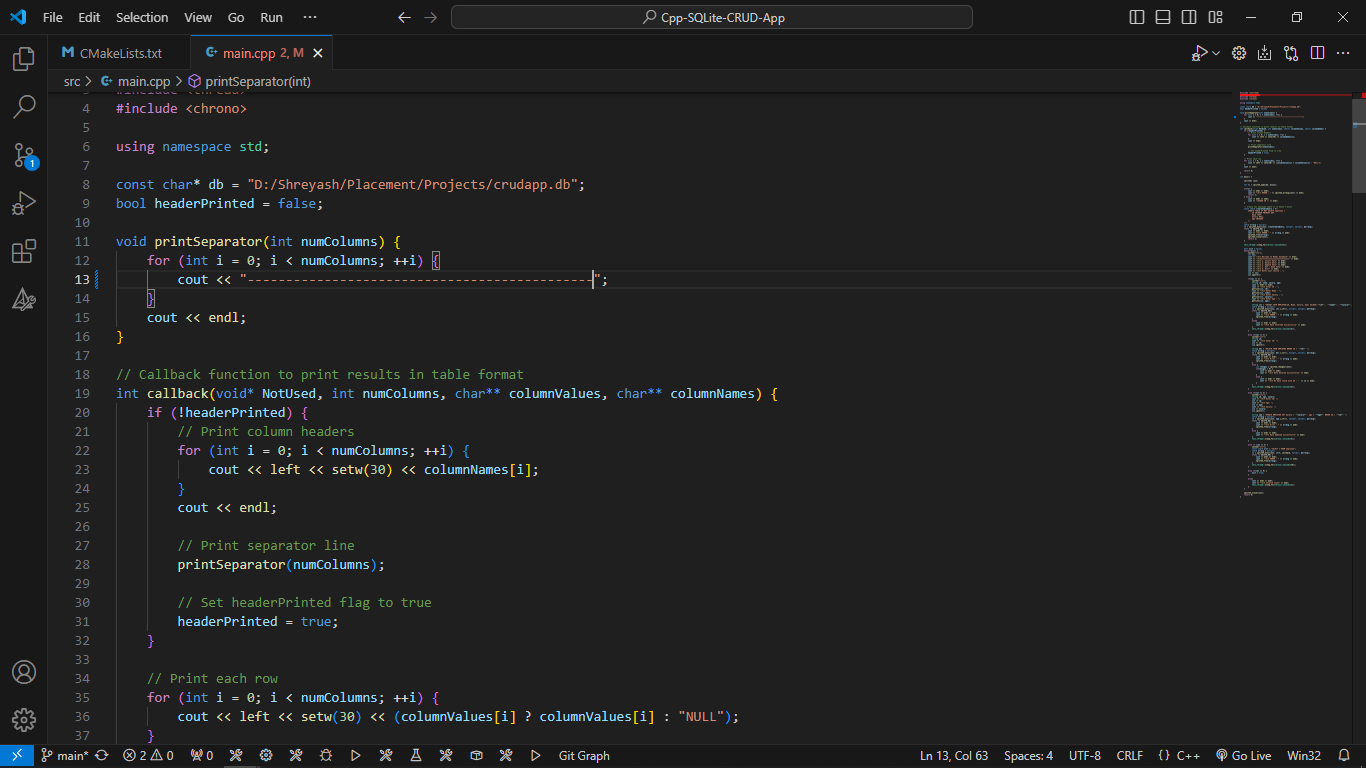 File Edit Selection View Go Run ··· Cpp-SQLite-CRUD-App
CMakeLists.txt main.cpp 2, M
src > main.cpp > printSeparator(int)
3 #include <thread>
4 #include <chrono>
5
6 using namespace std;
7
8 const char* db = "D:/Shreyash/Placement/Projects/crudapp.db";
9 bool headerPrinted = false;
10
11 void printSeparator(int numColumns) {
12 for (int i = 0; i < numColumns; ++i) {
13 cout << "---------------------------------------------";
14 }
15 cout << endl;
16 }
17
18 // Callback function to print results in table format
19 int callback(void* NotUsed, int numColumns, char** columnValues, char** columnNames) {
20 if (!headerPrinted) {
21 // Print column headers
22 for (int i = 0; i < numColumns; ++i) {
23 cout << left << setw(30) << columnNames[i];
24 }
25 cout << endl;
26
27 // Print separator line
28 printSeparator(numColumns);
29
30 // Set headerPrinted flag to true
31 headerPrinted = true;
32 }
33
34 // Print each row
35 for (int i = 0; i < numColumns; ++i) {
36 cout << left << setw(30) << (columnValues[i] ? columnValues[i] : "NULL");
37 }
1
main* 2 0 0 Git Graph Ln 13, Col 63 Spaces: 4 UTF-8 CRLF {} C++ Go Live Win32